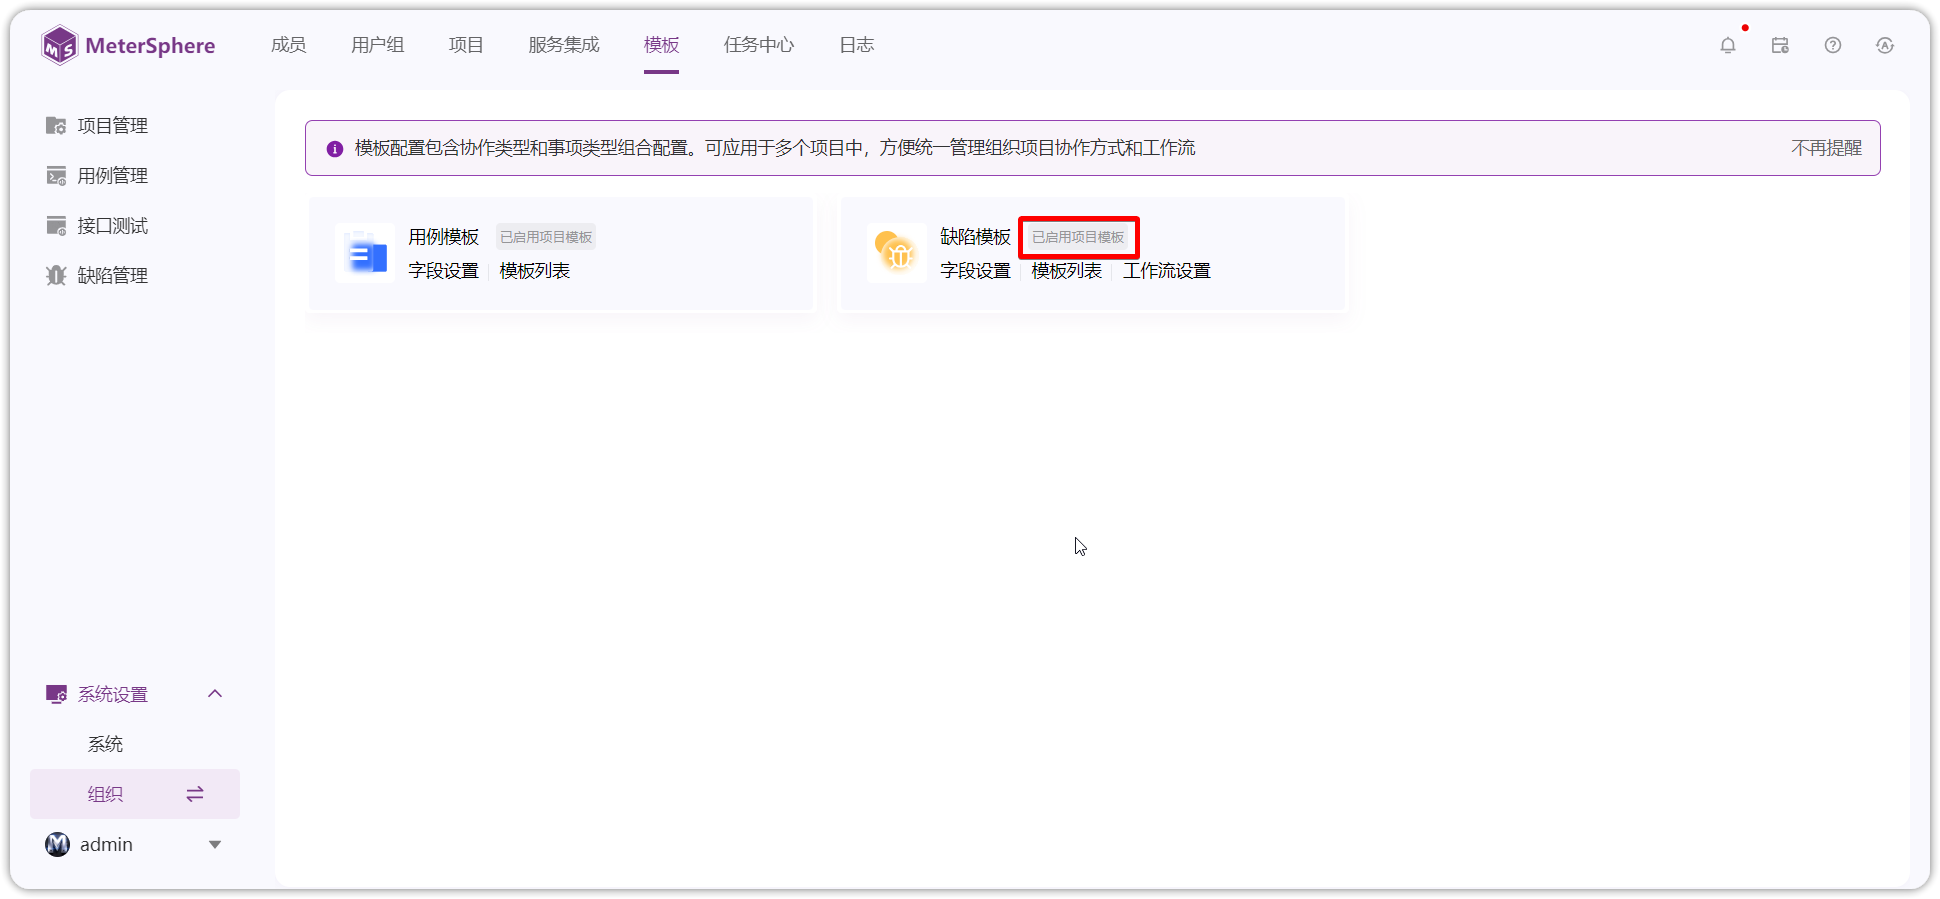 MeterSphere
成员
用户组
项目
服务集成
模板
任务中心
日志
项目管理
用例管理
接口测试
缺陷管理
模板配置包含协作类型和事项类型组合配置。可应用于多个项目中，方便统一管理组织项目协作方式和工作流
不再提醒
用例模板 已启用项目模板
字段设置 模板列表
缺陷模板 已启用项目模板
字段设置 模板列表 工作流设置
系统设置
系统
组织
admin